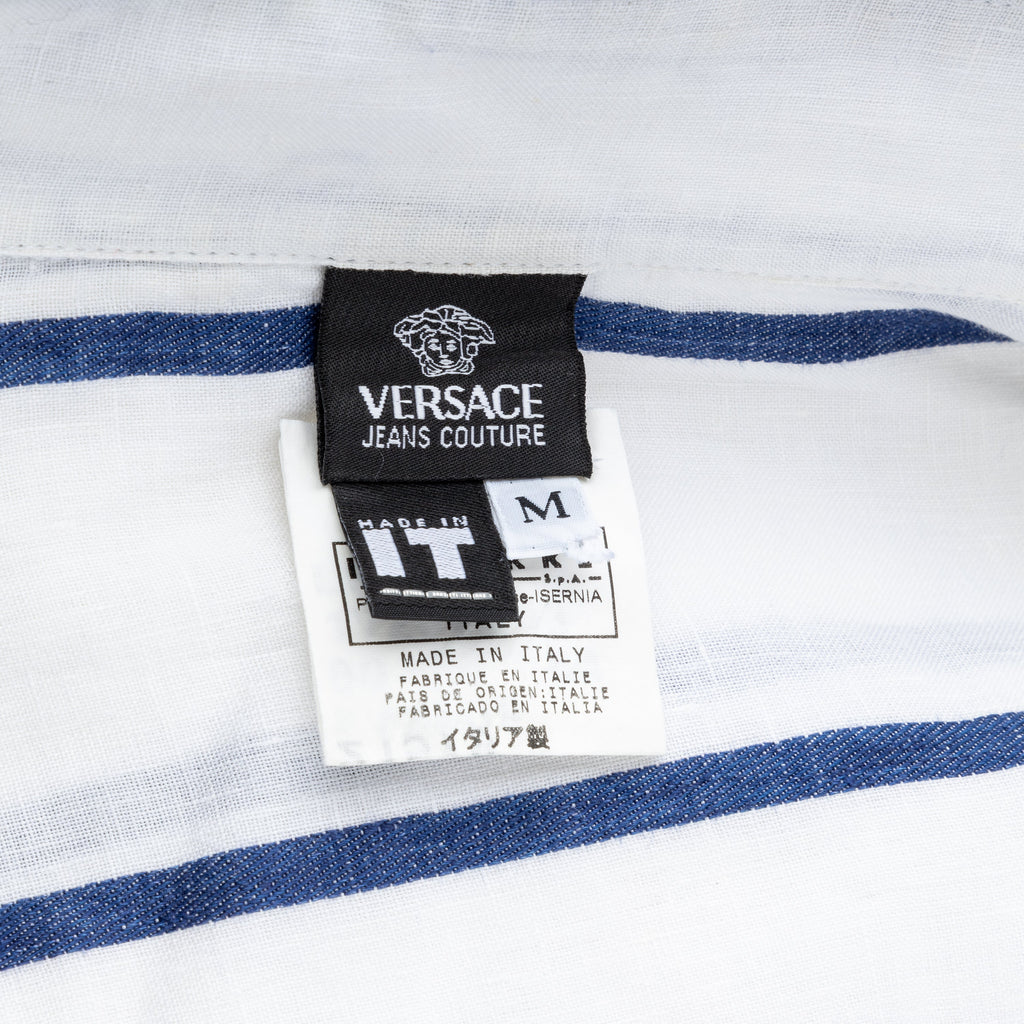 VERSACE
JEANS COUTURE
M
MADE IN
IT
S.p.A.
-ISERNIA
ITALY
MADE IN ITALY
FABRIQUE EN ITALIE
PAIS DE ORIGEN:ITALIE
FABRICADO EN ITALIA
イタリア製